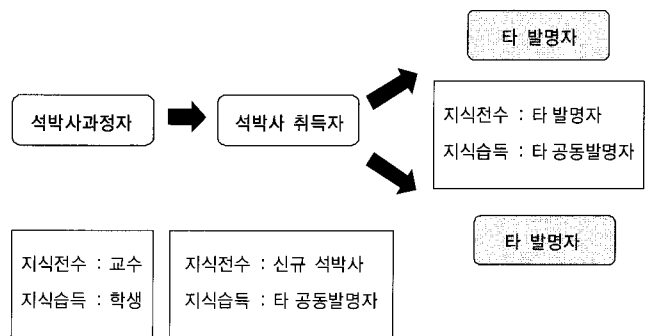 타 발명자
석박사과정자
석박사 취득자
지식전수 : 타 발명자
지식습득 : 타 공동발명자
타 발명자
지식전수 : 교수
지식습득 : 학생
지식전수 : 신규 석박사
지식습득 : 타 공동발명자